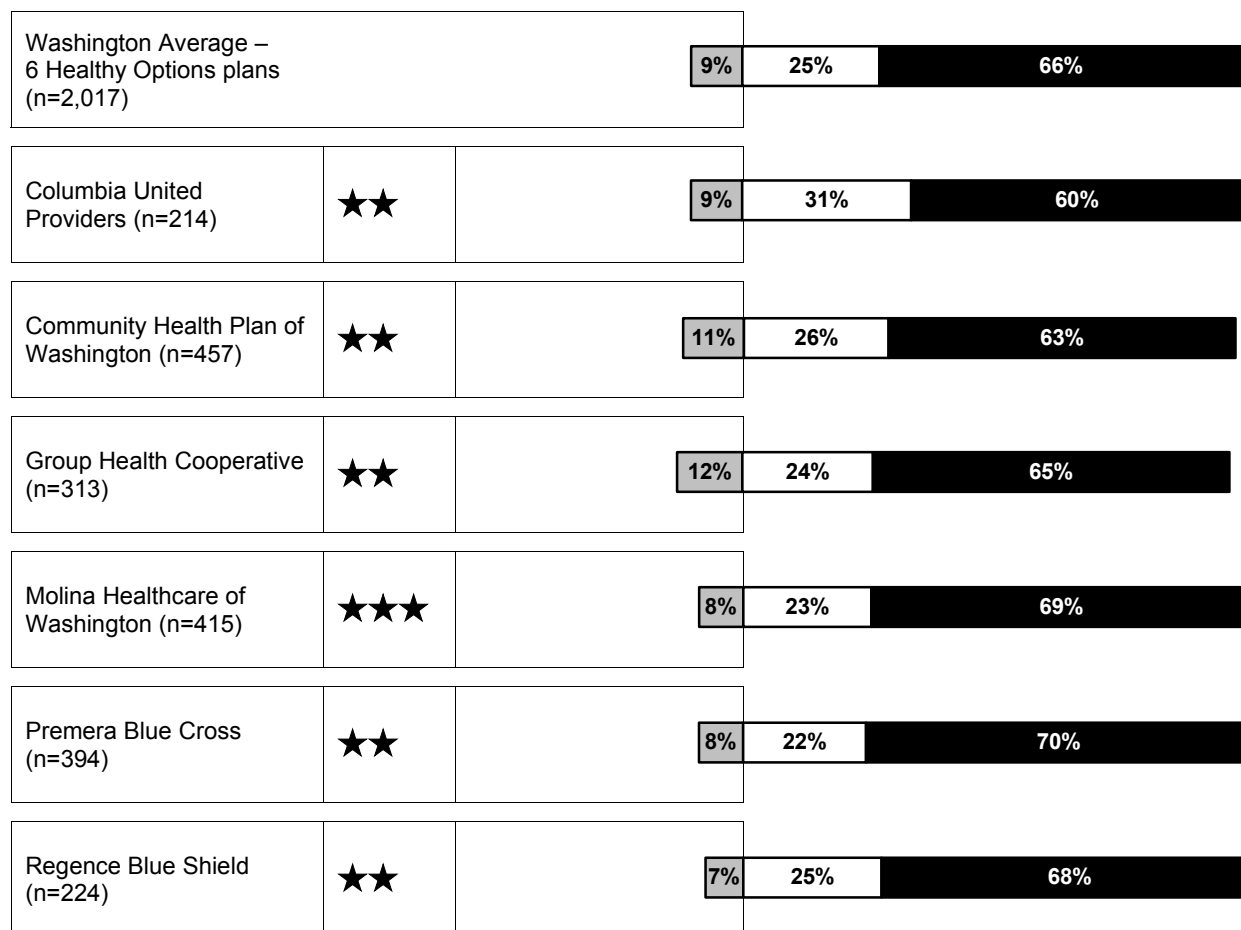 Washington Average –
6 Healthy Options plans
(n=2,017)
9% 25% 66%
Columbia United
Providers (n=214)
★★
9% 31% 60%
Community Health Plan of
Washington (n=457)
★★
11% 26% 63%
Group Health Cooperative
(n=313)
★★
12% 24% 65%
Molina Healthcare of
Washington (n=415)
★★★
8% 23% 69%
Premera Blue Cross
(n=394)
★★
8% 22% 70%
Regence Blue Shield
(n=224)
★★
7% 25% 68%